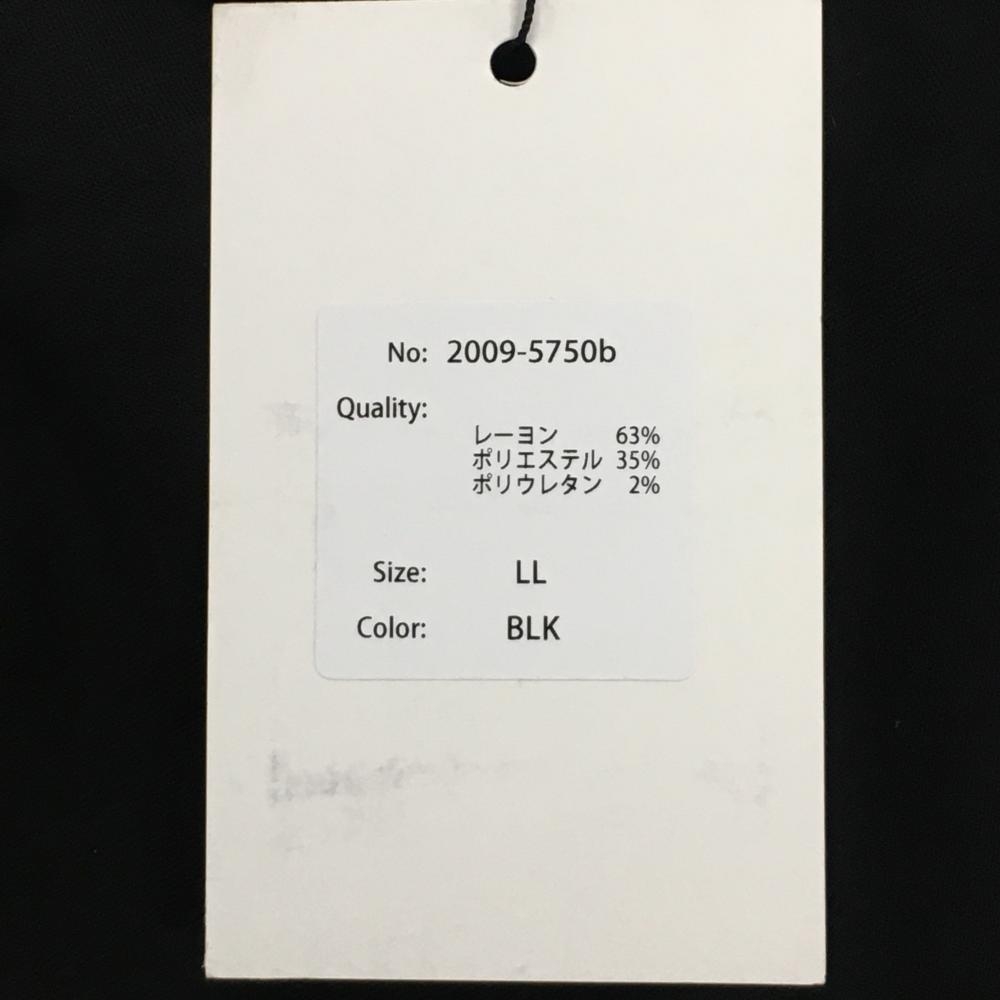 No: 2009-5750b
Quality:
レーヨン 63%
ポリエステル 35%
ポリウレタン 2%
Size: LL
Color: BLK